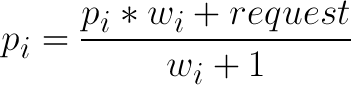 p_i = \frac{p_i * w_i + request}{w_i + 1}